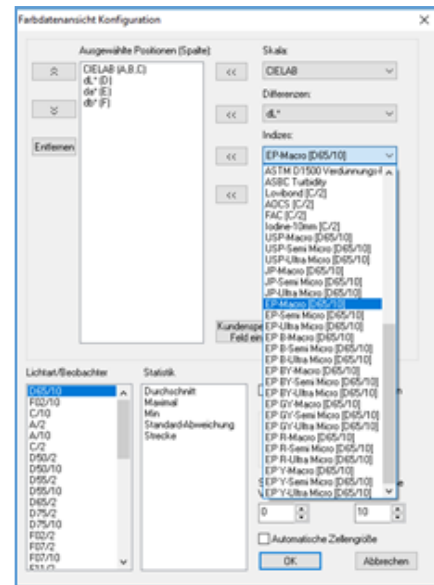 Farbdatenansicht Konfiguration
Ausgewählte Positionen (Spalte):
CIELAB (A,B,C)
dL* (D)
da* (E)
db* (F)
Entfernen
Skala:
CIELAB
Differenzen:
dL*
Indizes:
EP-Macro [D65/10]
ASTM D1500 Verdünnungs-F
ASBC Turbidity
Lovibond [C/2]
AOCS [C/2]
FAC [C/2]
Iodine-10mm [C/2]
USP-Macro [D65/10]
USP-Semi Micro [D65/10]
USP-Ultra Micro [D65/10]
JP-Macro [D65/10]
JP-Semi Micro [D65/10]
JP-Ultra Micro [D65/10]
EP-Macro [D65/10]
EP-Semi Micro [D65/10]
EP-Ultra Micro [D65/10]
EP B-Macro [D65/10]
EP B-Semi Micro [D65/10]
EP B-Ultra Micro [D65/10]
EP BY-Macro [D65/10]
EP BY-Semi Micro [D65/10]
EP BY-Ultra Micro [D65/10]
EP GY-Macro [D65/10]
EP GY-Semi Micro [D65/10]
EP GY-Ultra Micro [D65/10]
EP R-Macro [D65/10]
EP R-Semi Micro [D65/10]
EP R-Ultra Micro [D65/10]
EP Y-Macro [D65/10]
EP Y-Semi Micro [D65/10]
EP Y-Ultra Micro [D65/10]
Kundenspe
Feld ein
Lichtart/Beobachter
D65/10
F02/10
C/10
A/2
A/10
C/2
D50/2
D50/10
D55/2
D55/10
D65/2
D75/2
D75/10
F02/2
F07/2
F07/10
F11/2
Statistik
Durchschnitt
Maximal
Min
Standard-Abweichung
Strecke
0
10
Automatische Zellengröße
OK
Abbrechen